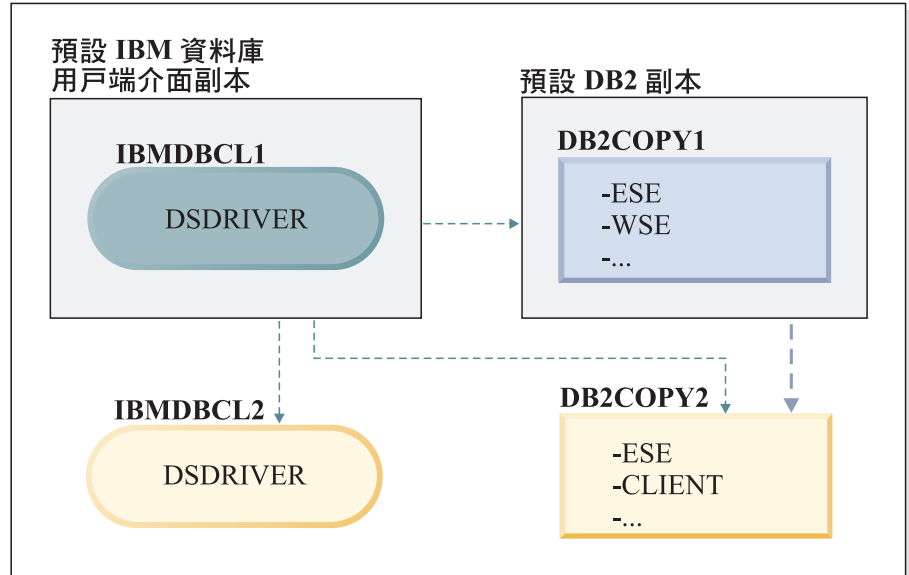 預設 IBM 資料庫
用戶端介面副本
IBMDBCL1
DSDRIVER
預設 DB2 副本
DB2COPY1
-ESE
-WSE
-...
IBMDBCL2
DSDRIVER
DB2COPY2
-ESE
-CLIENT
-...